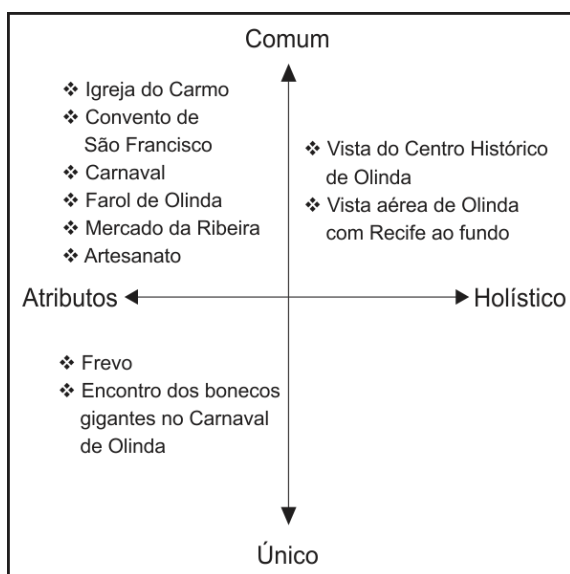 Comum
❖ Igreja do Carmo
❖ Convento de
São Francisco
❖ Carnaval
❖ Farol de Olinda
❖ Mercado da Ribeira
❖ Artesanato
❖ Vista do Centro Histórico
de Olinda
❖ Vista aérea de Olinda
com Recife ao fundo
Atributos
Holístico
❖ Frevo
❖ Encontro dos bonecos
gigantes no Carnaval
de Olinda
Único